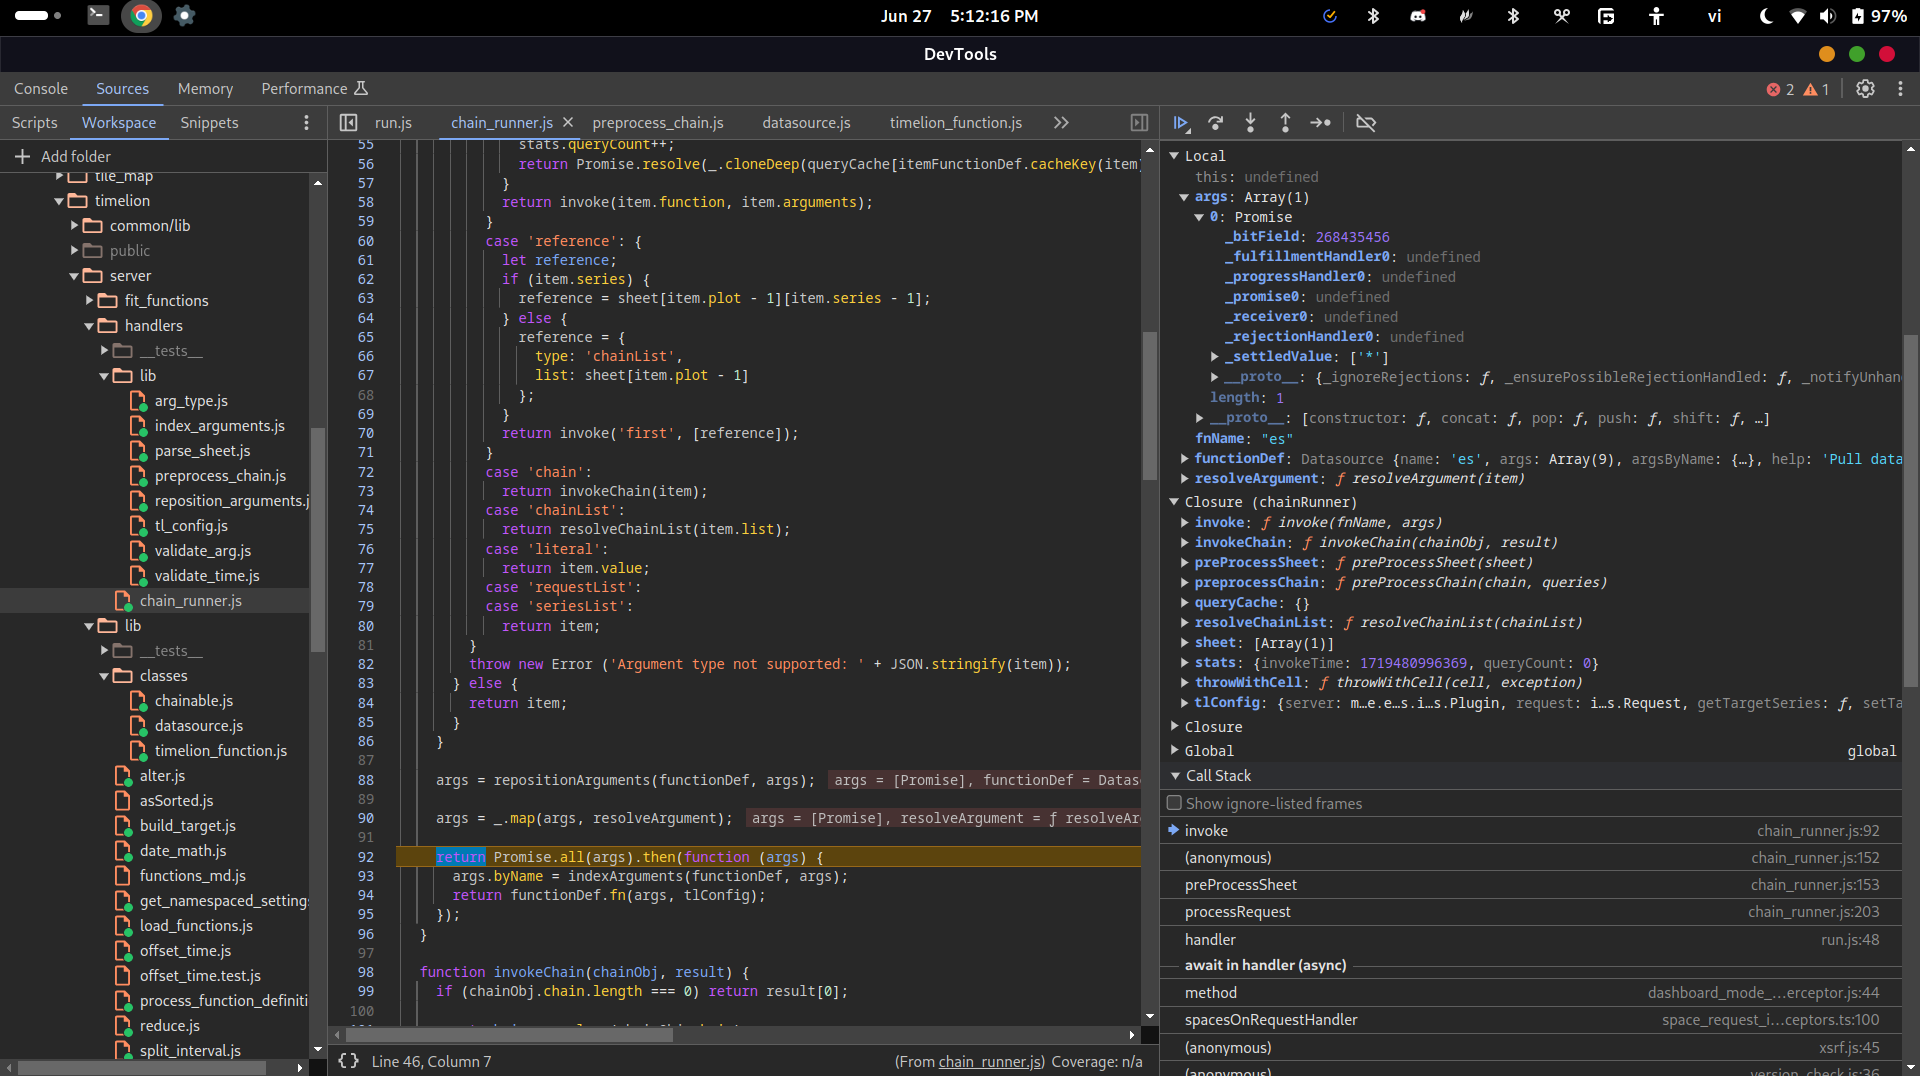 Jun 27 5:12:16 PM
vi
97%
DevTools
Console Sources Memory Performance
2 1
Scripts Workspace Snippets
run.js chain_runner.js preprocess_chain.js datasource.js timelion_function.js
Add folder
tile_map
timelion
common/lib
public
server
fit_functions
handlers
__tests__
lib
arg_type.js
index_arguments.js
parse_sheet.js
preprocess_chain.js
reposition_arguments.j
tl_config.js
validate_arg.js
validate_time.js
chain_runner.js
lib
__tests__
classes
chainable.js
datasource.js
timelion_function.js
alter.js
asSorted.js
build_target.js
date_math.js
functions_md.js
get_namespaced_settings
load_functions.js
offset_time.js
offset_time.test.js
process_function_definiti
reduce.js
split_interval.js
55 stats.queryCount++;
56 return Promise.resolve(_.cloneDeep(queryCache[itemFunctionDef.cacheKey(item)
57 }
58 return invoke(item.function, item.arguments);
59 }
60 case 'reference': {
61 let reference;
62 if (item.series) {
63 reference = sheet[item.plot - 1][item.series - 1];
64 } else {
65 reference = {
66 type: 'chainList',
67 list: sheet[item.plot - 1]
68 };
69 }
70 return invoke('first', [reference]);
71 }
72 case 'chain':
73 return invokeChain(item);
74 case 'chainList':
75 return resolveChainList(item.list);
76 case 'literal':
77 return item.value;
78 case 'requestList':
79 case 'seriesList':
80 return item;
81 }
82 throw new Error ('Argument type not supported: ' + JSON.stringify(item));
83 } else {
84 return item;
85 }
86 }
87
88 args = repositionArguments(functionDef, args); args = [Promise], functionDef = Datas
89
90 args = _.map(args, resolveArgument); args = [Promise], resolveArgument = ƒ resolveAr
91
92 return Promise.all(args).then(function (args) {
93 args.byName = indexArguments(functionDef, args);
94 return functionDef.fn(args, tlConfig);
95 });
96 }
97
98 function invokeChain(chainObj, result) {
99 if (chainObj.chain.length === 0) return result[0];
100
{} Line 46, Column 7 (From chain_runner.js) Coverage: n/a
Local
this: undefined
args: Array(1)
0: Promise
_bitField: 268435456
_fulfillmentHandler0: undefined
_progressHandler0: undefined
_promise0: undefined
_receiver0: undefined
_rejectionHandler0: undefined
_settledValue: ['*']
__proto__: {_ignoreRejections: ƒ, _ensurePossibleRejectionHandled: ƒ, _notifyUnhan
length: 1
__proto__: [constructor: ƒ, concat: ƒ, pop: ƒ, push: ƒ, shift: ƒ, …]
fnName: "es"
functionDef: Datasource {name: 'es', args: Array(9), argsByName: {…}, help: 'Pull data
resolveArgument: ƒ resolveArgument(item)
Closure (chainRunner)
invoke: ƒ invoke(fnName, args)
invokeChain: ƒ invokeChain(chainObj, result)
preProcessSheet: ƒ preProcessSheet(sheet)
preprocessChain: ƒ preProcessChain(chain, queries)
queryCache: {}
resolveChainList: ƒ resolveChainList(chainList)
sheet: [Array(1)]
stats: {invokeTime: 1719480996369, queryCount: 0}
throwWithCell: ƒ throwWithCell(cell, exception)
tlConfig: {server: m…e.e…s.i…s.Plugin, request: i…s.Request, getTargetSeries: ƒ, setTa
Closure
Global global
Call Stack
Show ignore-listed frames
invoke chain_runner.js:92
(anonymous) chain_runner.js:152
preProcessSheet chain_runner.js:153
processRequest chain_runner.js:203
handler run.js:48
await in handler (async)
method dashboard_mode_…erceptor.js:44
spacesOnRequestHandler space_request_i…ceptors.ts:100
(anonymous) xsrf.js:45
(anonymous) version_check.js:36